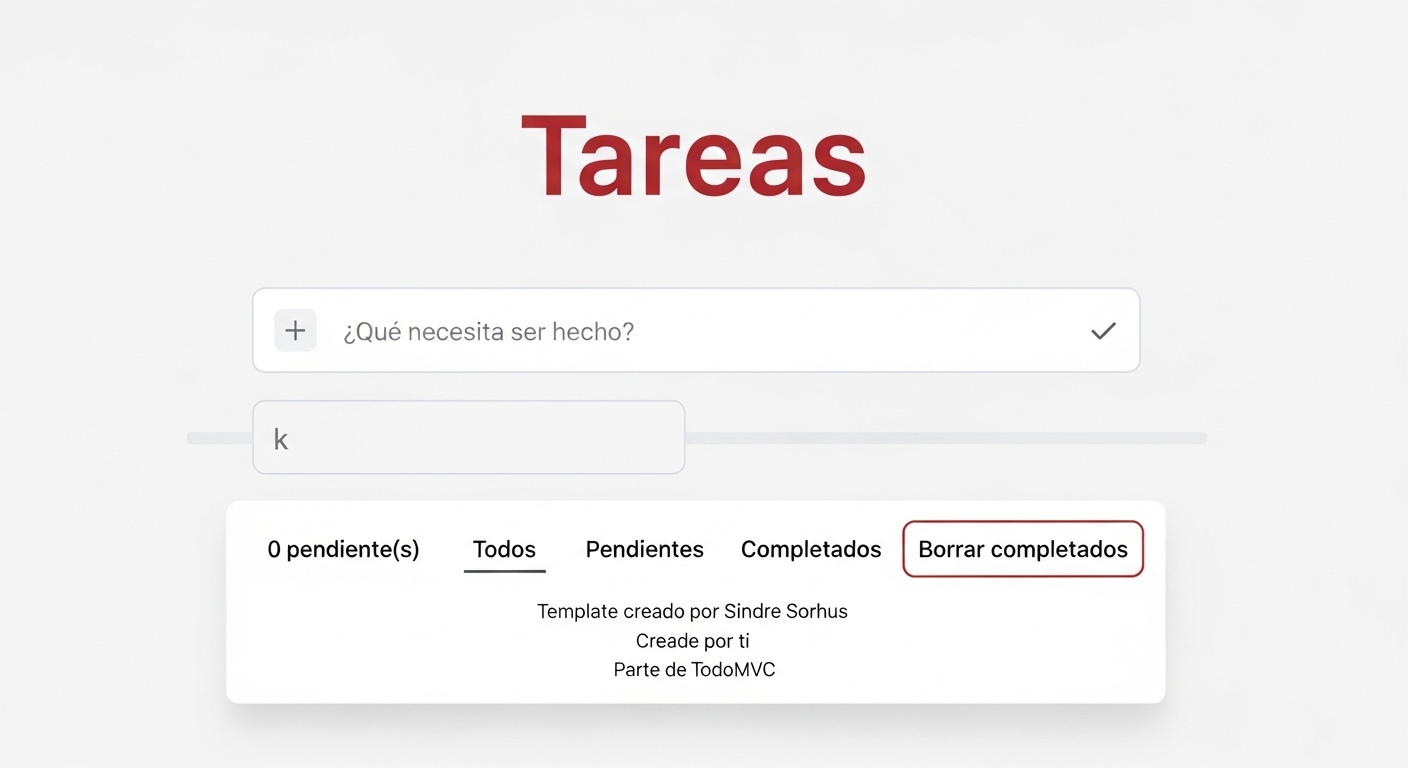 Tareas
¿Qué necesita ser hecho?
k
0 pendiente(s) Todos Pendientes Completados Borrar completados
Template creado por Sindre Sorhus
Creade por ti
Parte de TodoMVC